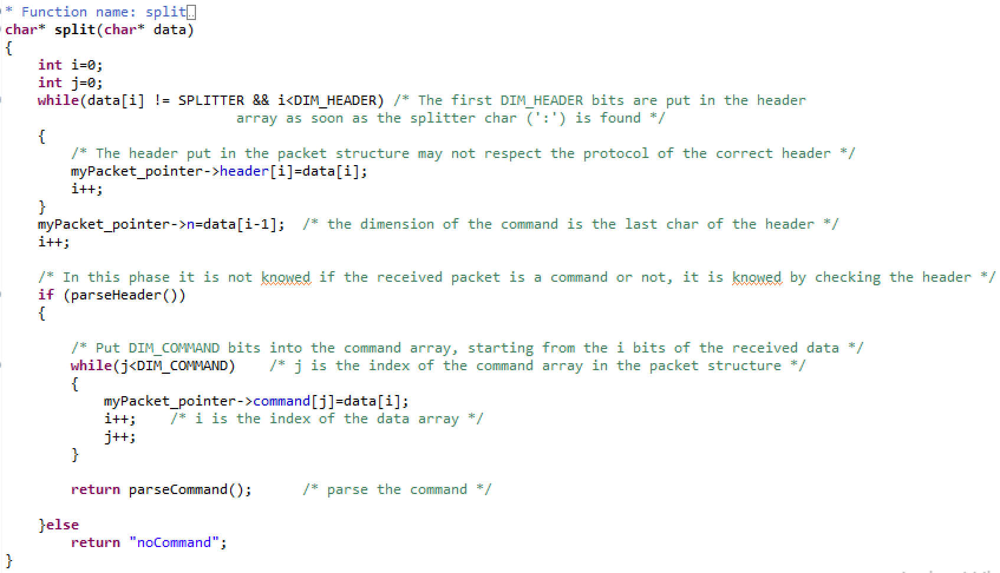 * Function name: split
char* split(char* data)
{
    int i=0;
    int j=0;
    while(data[i] != SPLITTER && i<DIM_HEADER) /* The first DIM_HEADER bits are put in the header
                            array as soon as the splitter char (':') is found */
    {
        /* The header put in the packet structure may not respect the protocol of the correct header */
        myPacket_pointer->header[i]=data[i];
        i++;
    }
    myPacket_pointer->n=data[i-1];  /* the dimension of the command is the last char of the header */
    i++;
    /* In this phase it is not knowed if the received packet is a command or not, it is knowed by checking the header */
    if (parseHeader())
    {
        /* Put DIM_COMMAND bits into the command array, starting from the i bits of the received data */
        while(j<DIM_COMMAND)    /* j is the index of the command array in the packet structure */
        {
            myPacket_pointer->command[j]=data[i];
            i++;    /* i is the index of the data array */
            j++;
        }
        return parseCommand();      /* parse the command */
    }else
        return "noCommand";
}